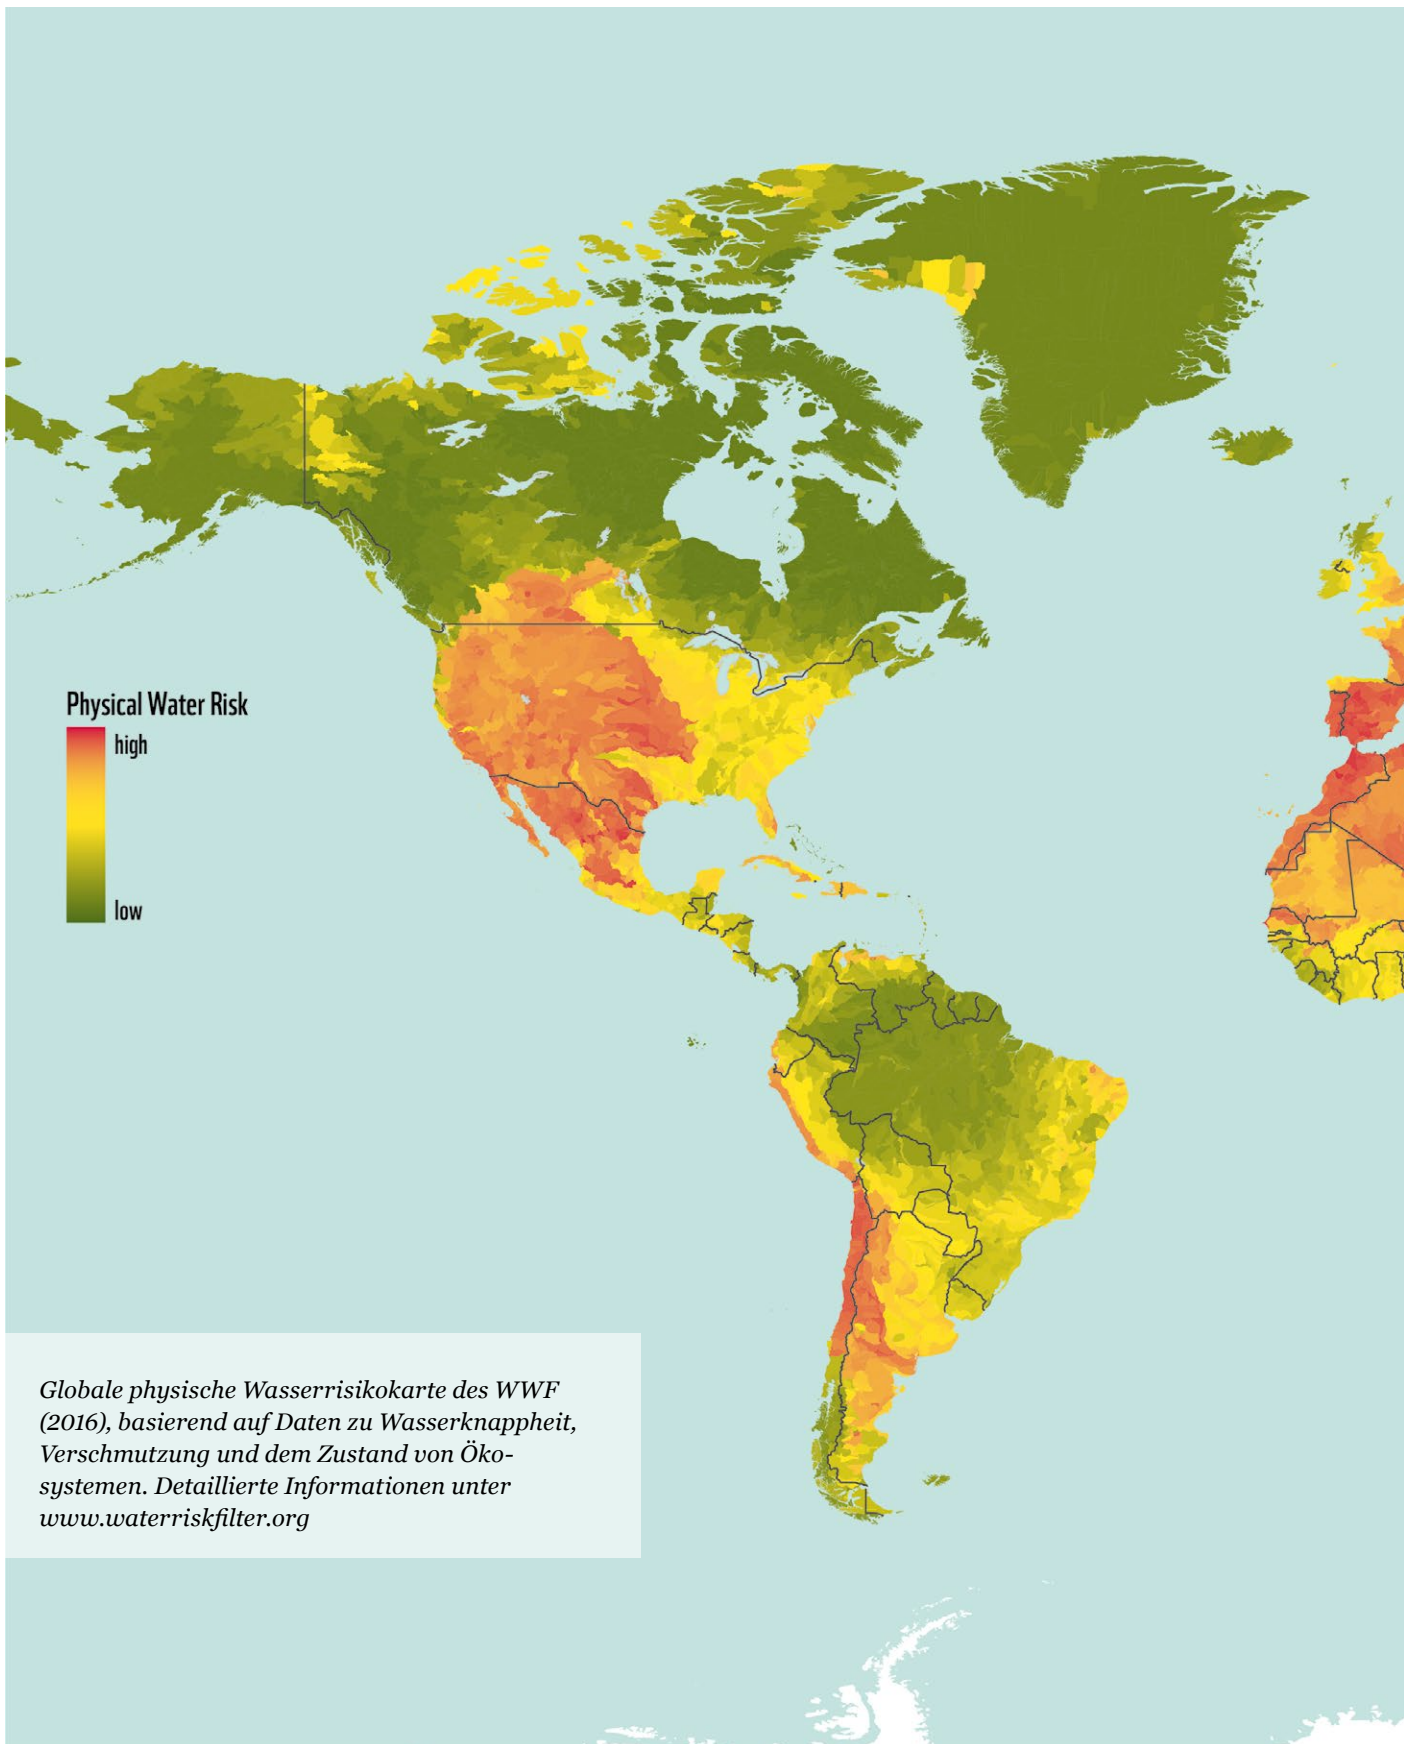 Physical Water Risk
high
low
Globale physische Wasserrisikokarte des WWF
(2016), basierend auf Daten zu Wasserknappheit,
Verschmutzung und dem Zustand von Öko-
systemen. Detaillierte Informationen unter
www.waterriskfilter.org